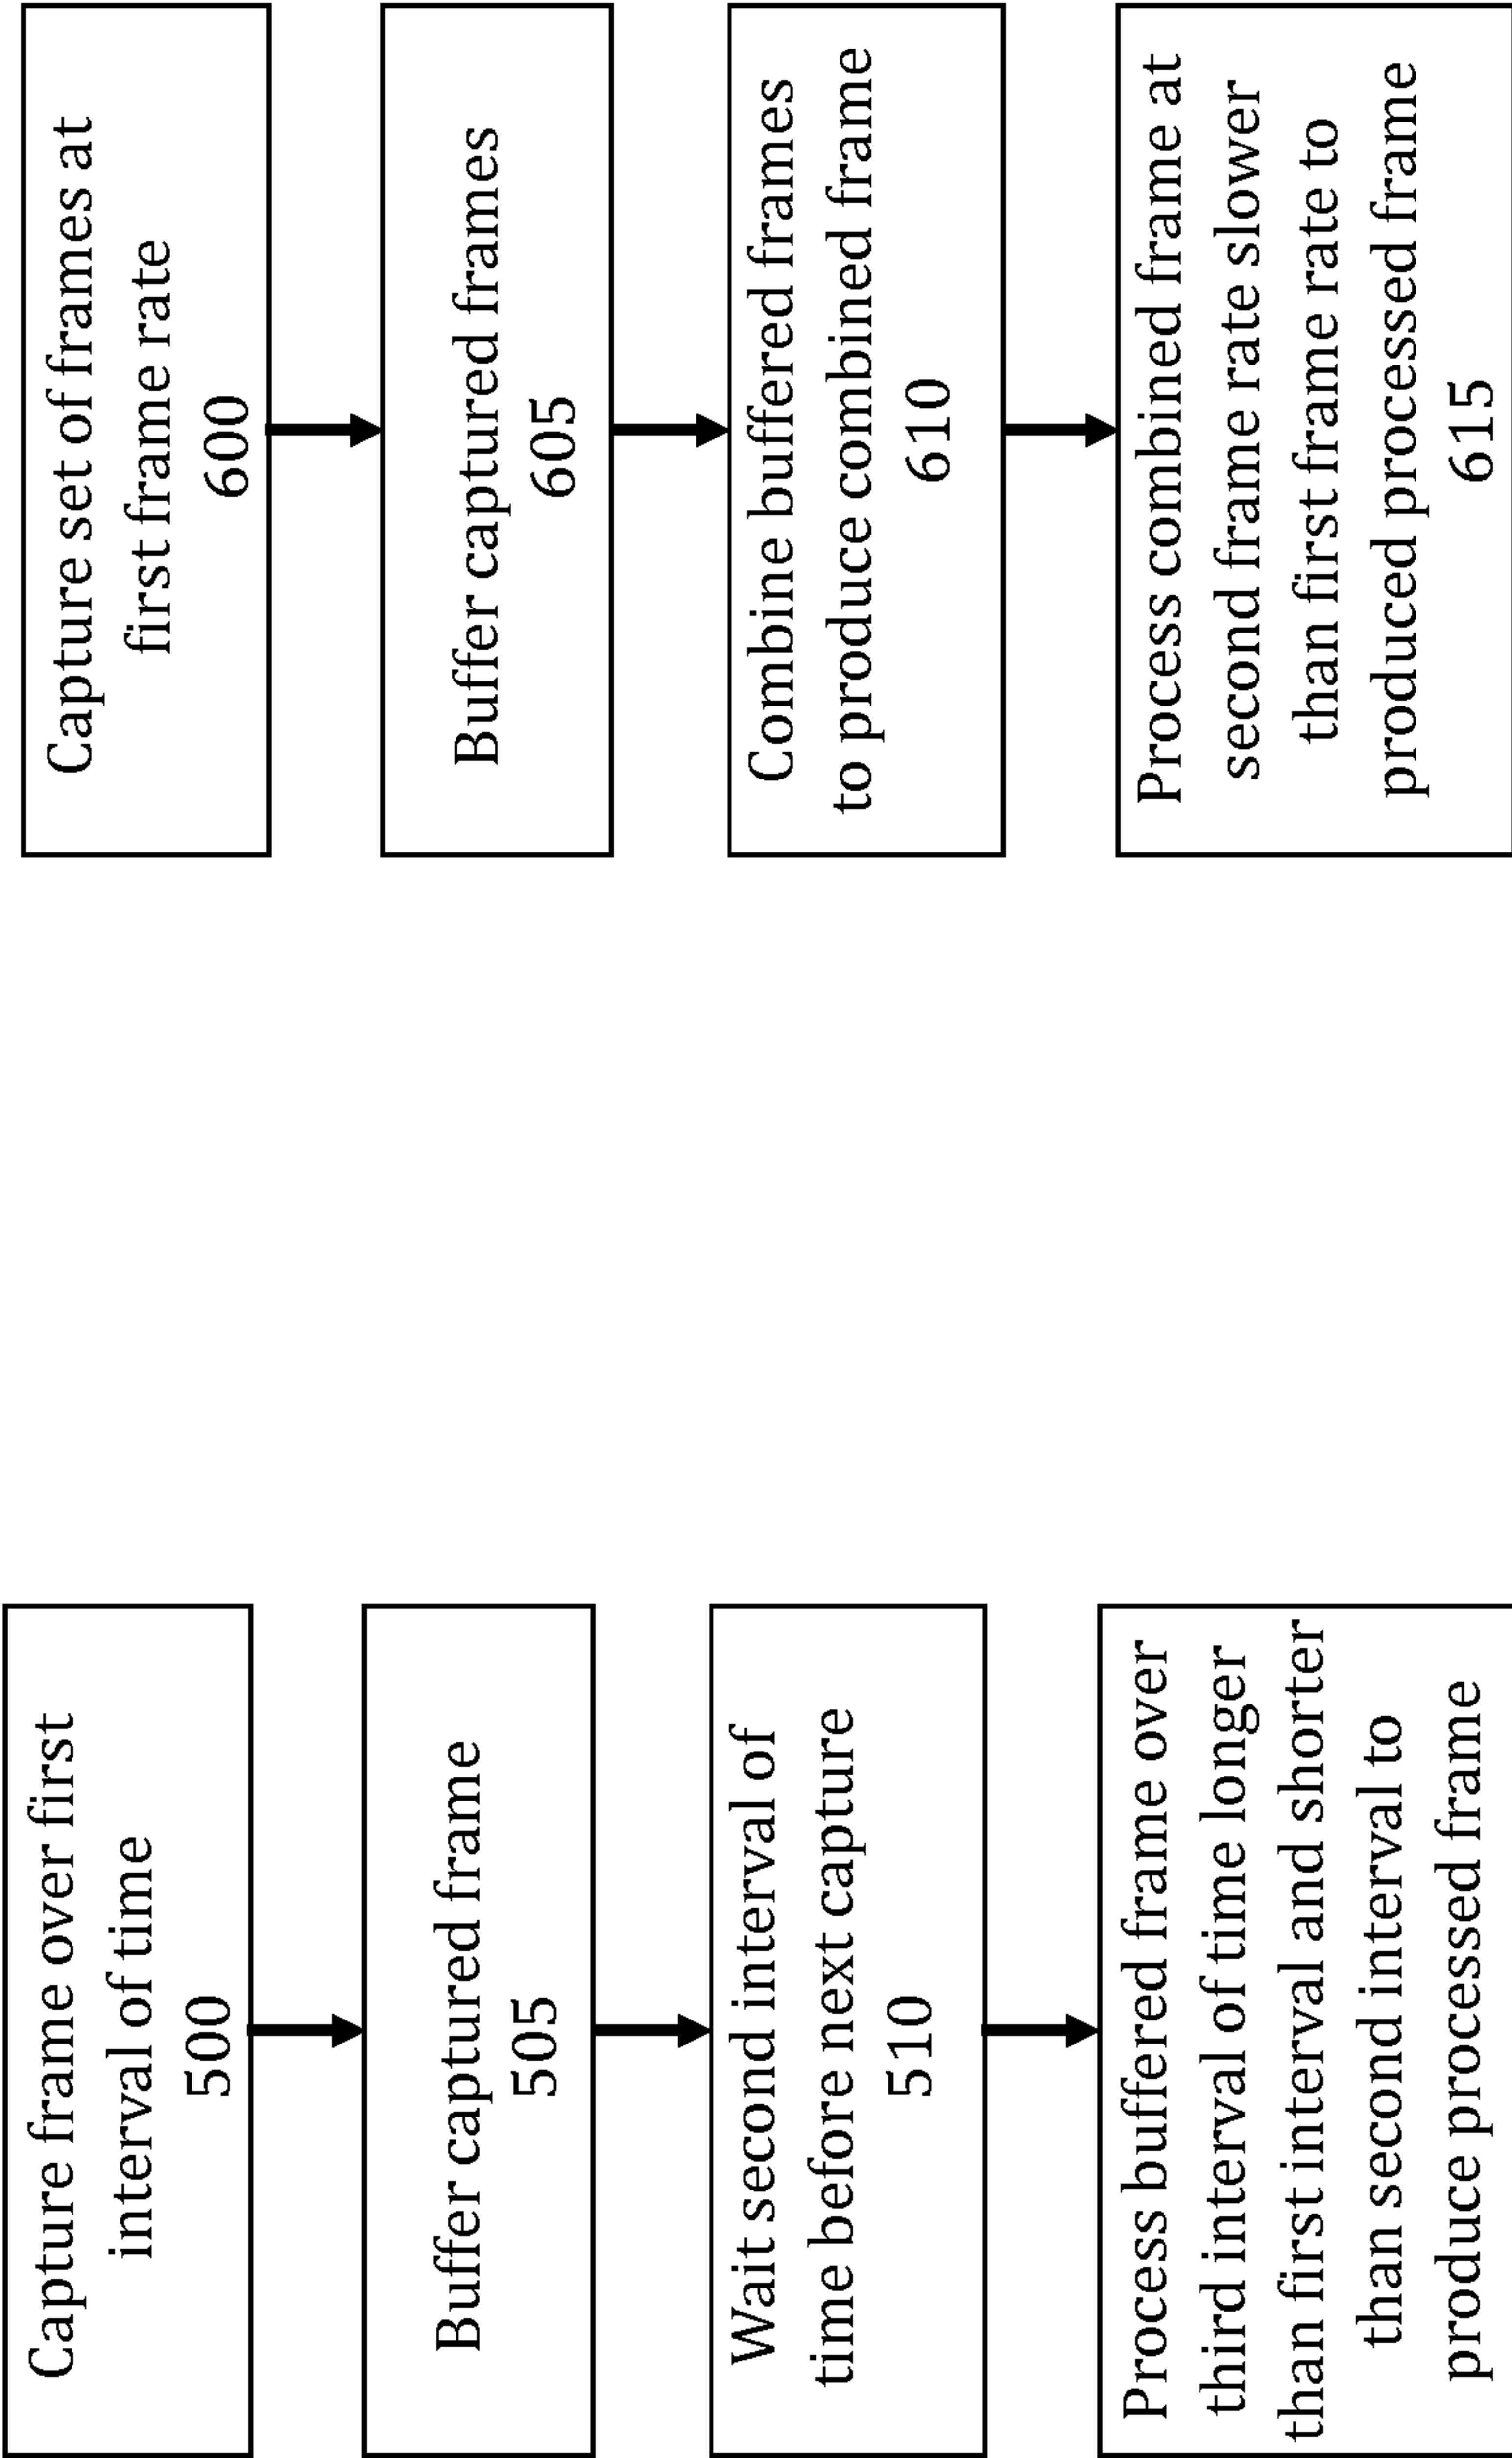 Capture frame over first
interval of time
500
Buffer captured frame
505
Wait second interval of
time before next capture
510
Process buffered frame over
third interval of time longer
than first interval and shorter
than second interval to
produce processed frame
Capture set of frames at
first frame rate
600
Buffer captured frames
605
Combine buffered frames
to produce combined frame
610
Process combined frame at
second frame rate slower
than first frame rate to
produced processed frame
615